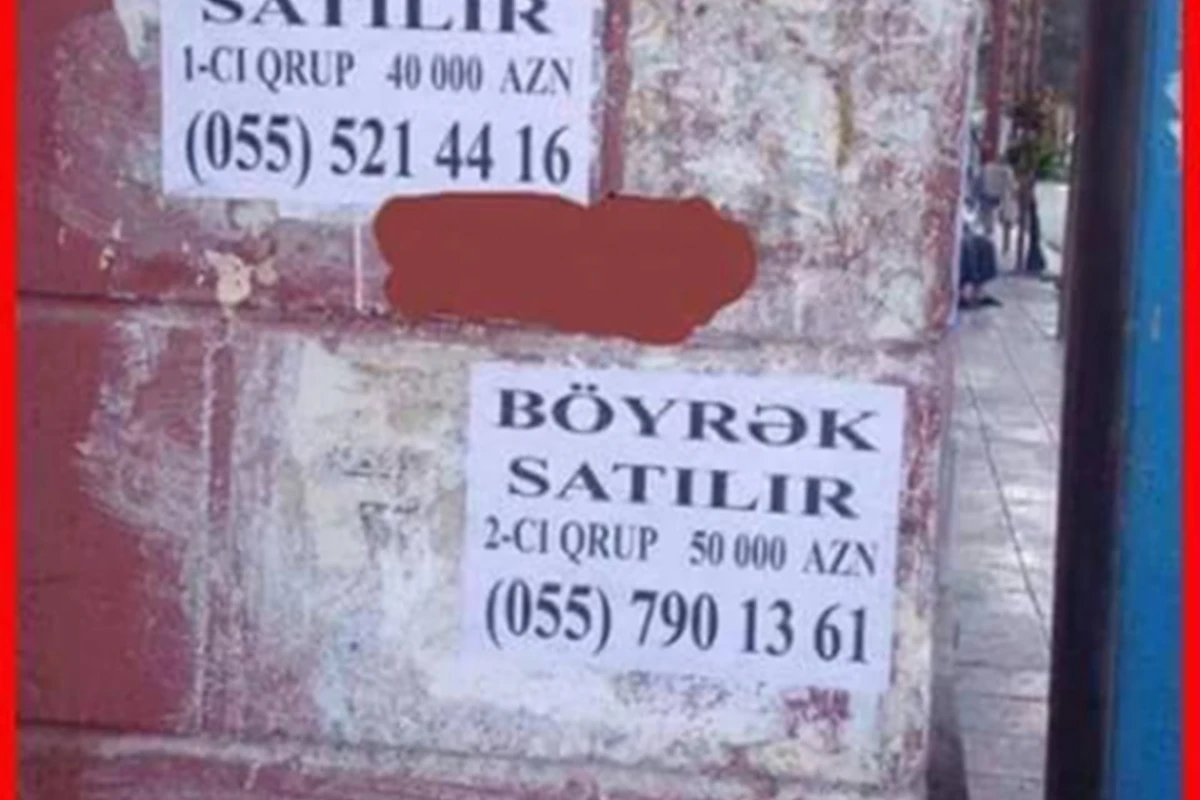 SATILIR
1-CI QRUP 40 000 AZN
(055) 521 44 16
BÖYRƏK
SATILIR
2-CI QRUP 50 000 AZN
(055) 790 13 61